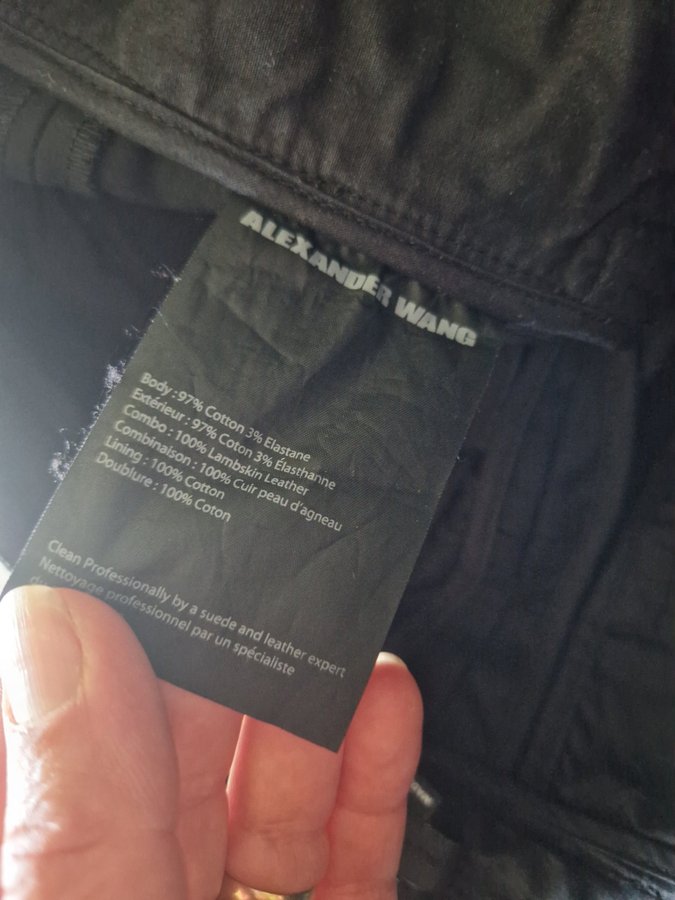 ALEXANDER WANG
Body : 97% Cotton 3% Elastane
Extérieur : 97% Coton 3% Élasthanne
Combo : 100% Lambskin Leather
Combinaison : 100% Cuir peau d'agneau
Lining : 100% Cotton
Doublure : 100% Coton
Clean Professionally by a suede and leather expert
Nettoyage professionnel par un spécialiste